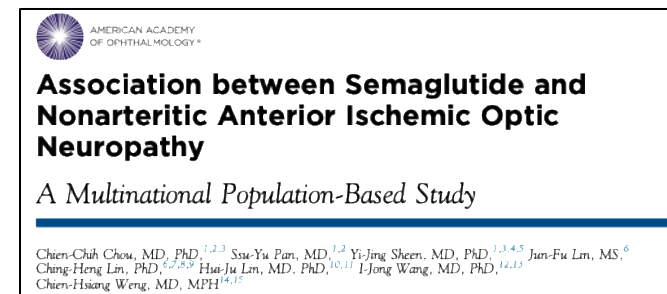 AMERICAN ACADEMY
OF OPHTHALMOLOGY®
Association between Semaglutide and
Nonarteritic Anterior Ischemic Optic
Neuropathy
A Multinational Population-Based Study
Chien-Chih Chou, MD, PhD,1,2,3 Ssu-Yu Pan, MD,1,2 Yi-Jing Sheen, MD, PhD,1,3,4,5 Jun-Fu Lin, MS,6
Ching-Heng Lin, PhD,6,7,8,9 Hui-Ju Lin, MD, PhD,10,11 I-Jong Wang, MD, PhD,12,13
Chien-Hsiang Weng, MD, MPH14,15